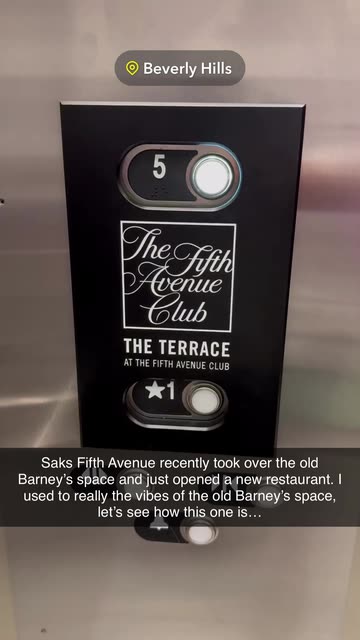 Beverly Hills
5
The Fifth
Avenue
Club
THE TERRACE
AT THE FIFTH AVENUE CLUB
★1
Saks Fifth Avenue recently took over the old
Barney's space and just opened a new restaurant. I
used to really the vibes of the old Barney's space,
let's see how this one is...